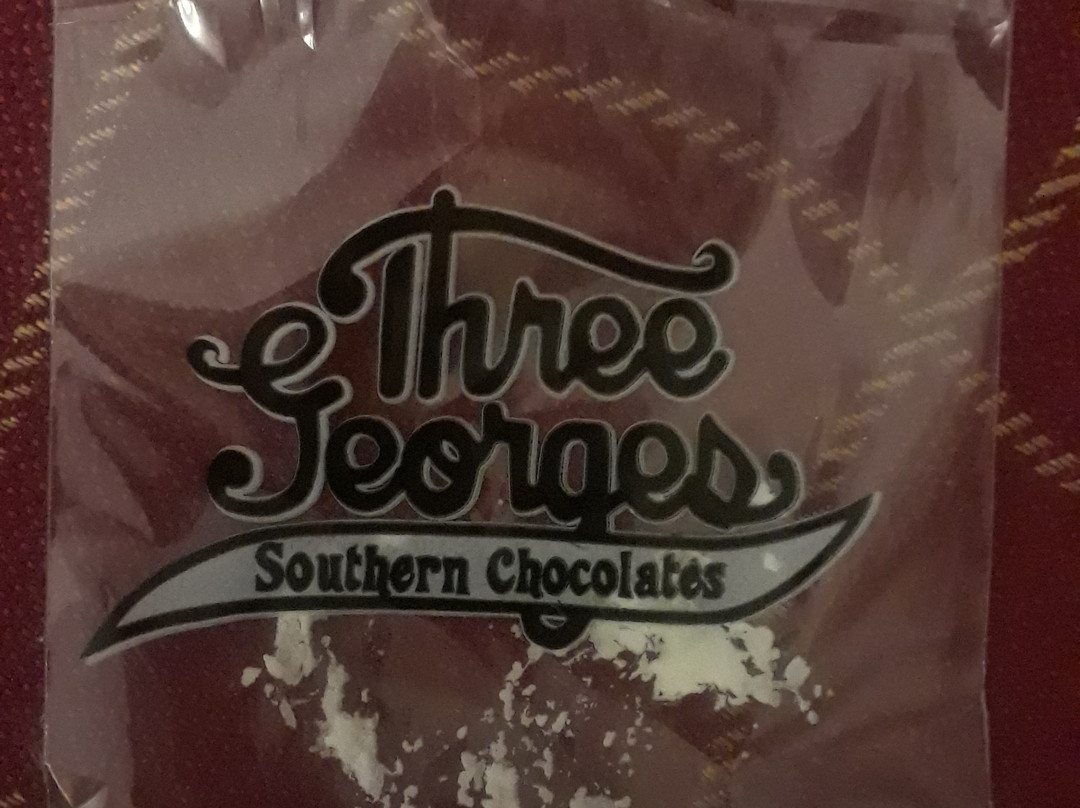 Three
Georges
Southern Chocolates